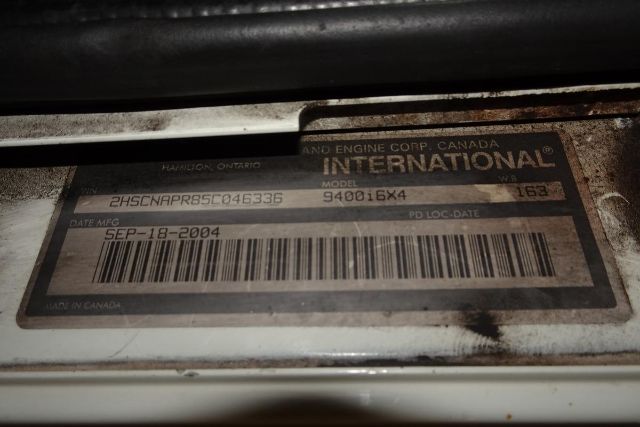 AND ENGINE CORP. CANADA
HAMILTON, ONTARIO INTERNATIONAL®
VIN MODEL W.B.
2HSCNAPR85C046336 9400i6X4 163
DATE MFG PD LOC-DATE
SEP-18-2004
MADE IN CANADA